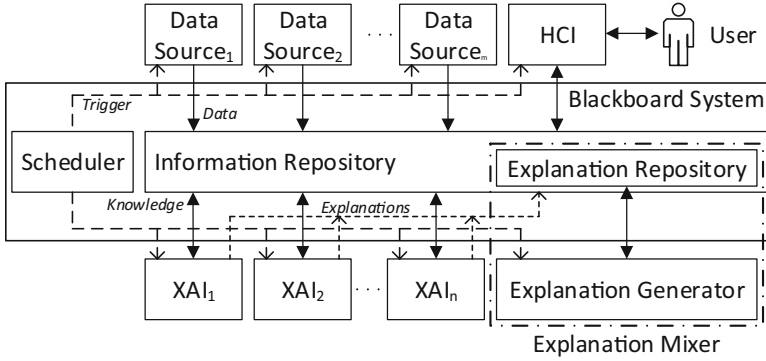 Data Source₁
Data Source₂
. . .
Data Sourceₘ
HCI
User
Trigger
Data
Blackboard System
Scheduler
Information Repository
Explanation Repository
Knowledge
Explanations
XAI₁
XAI₂
. . .
XAIₙ
Explanation Generator
Explanation Mixer